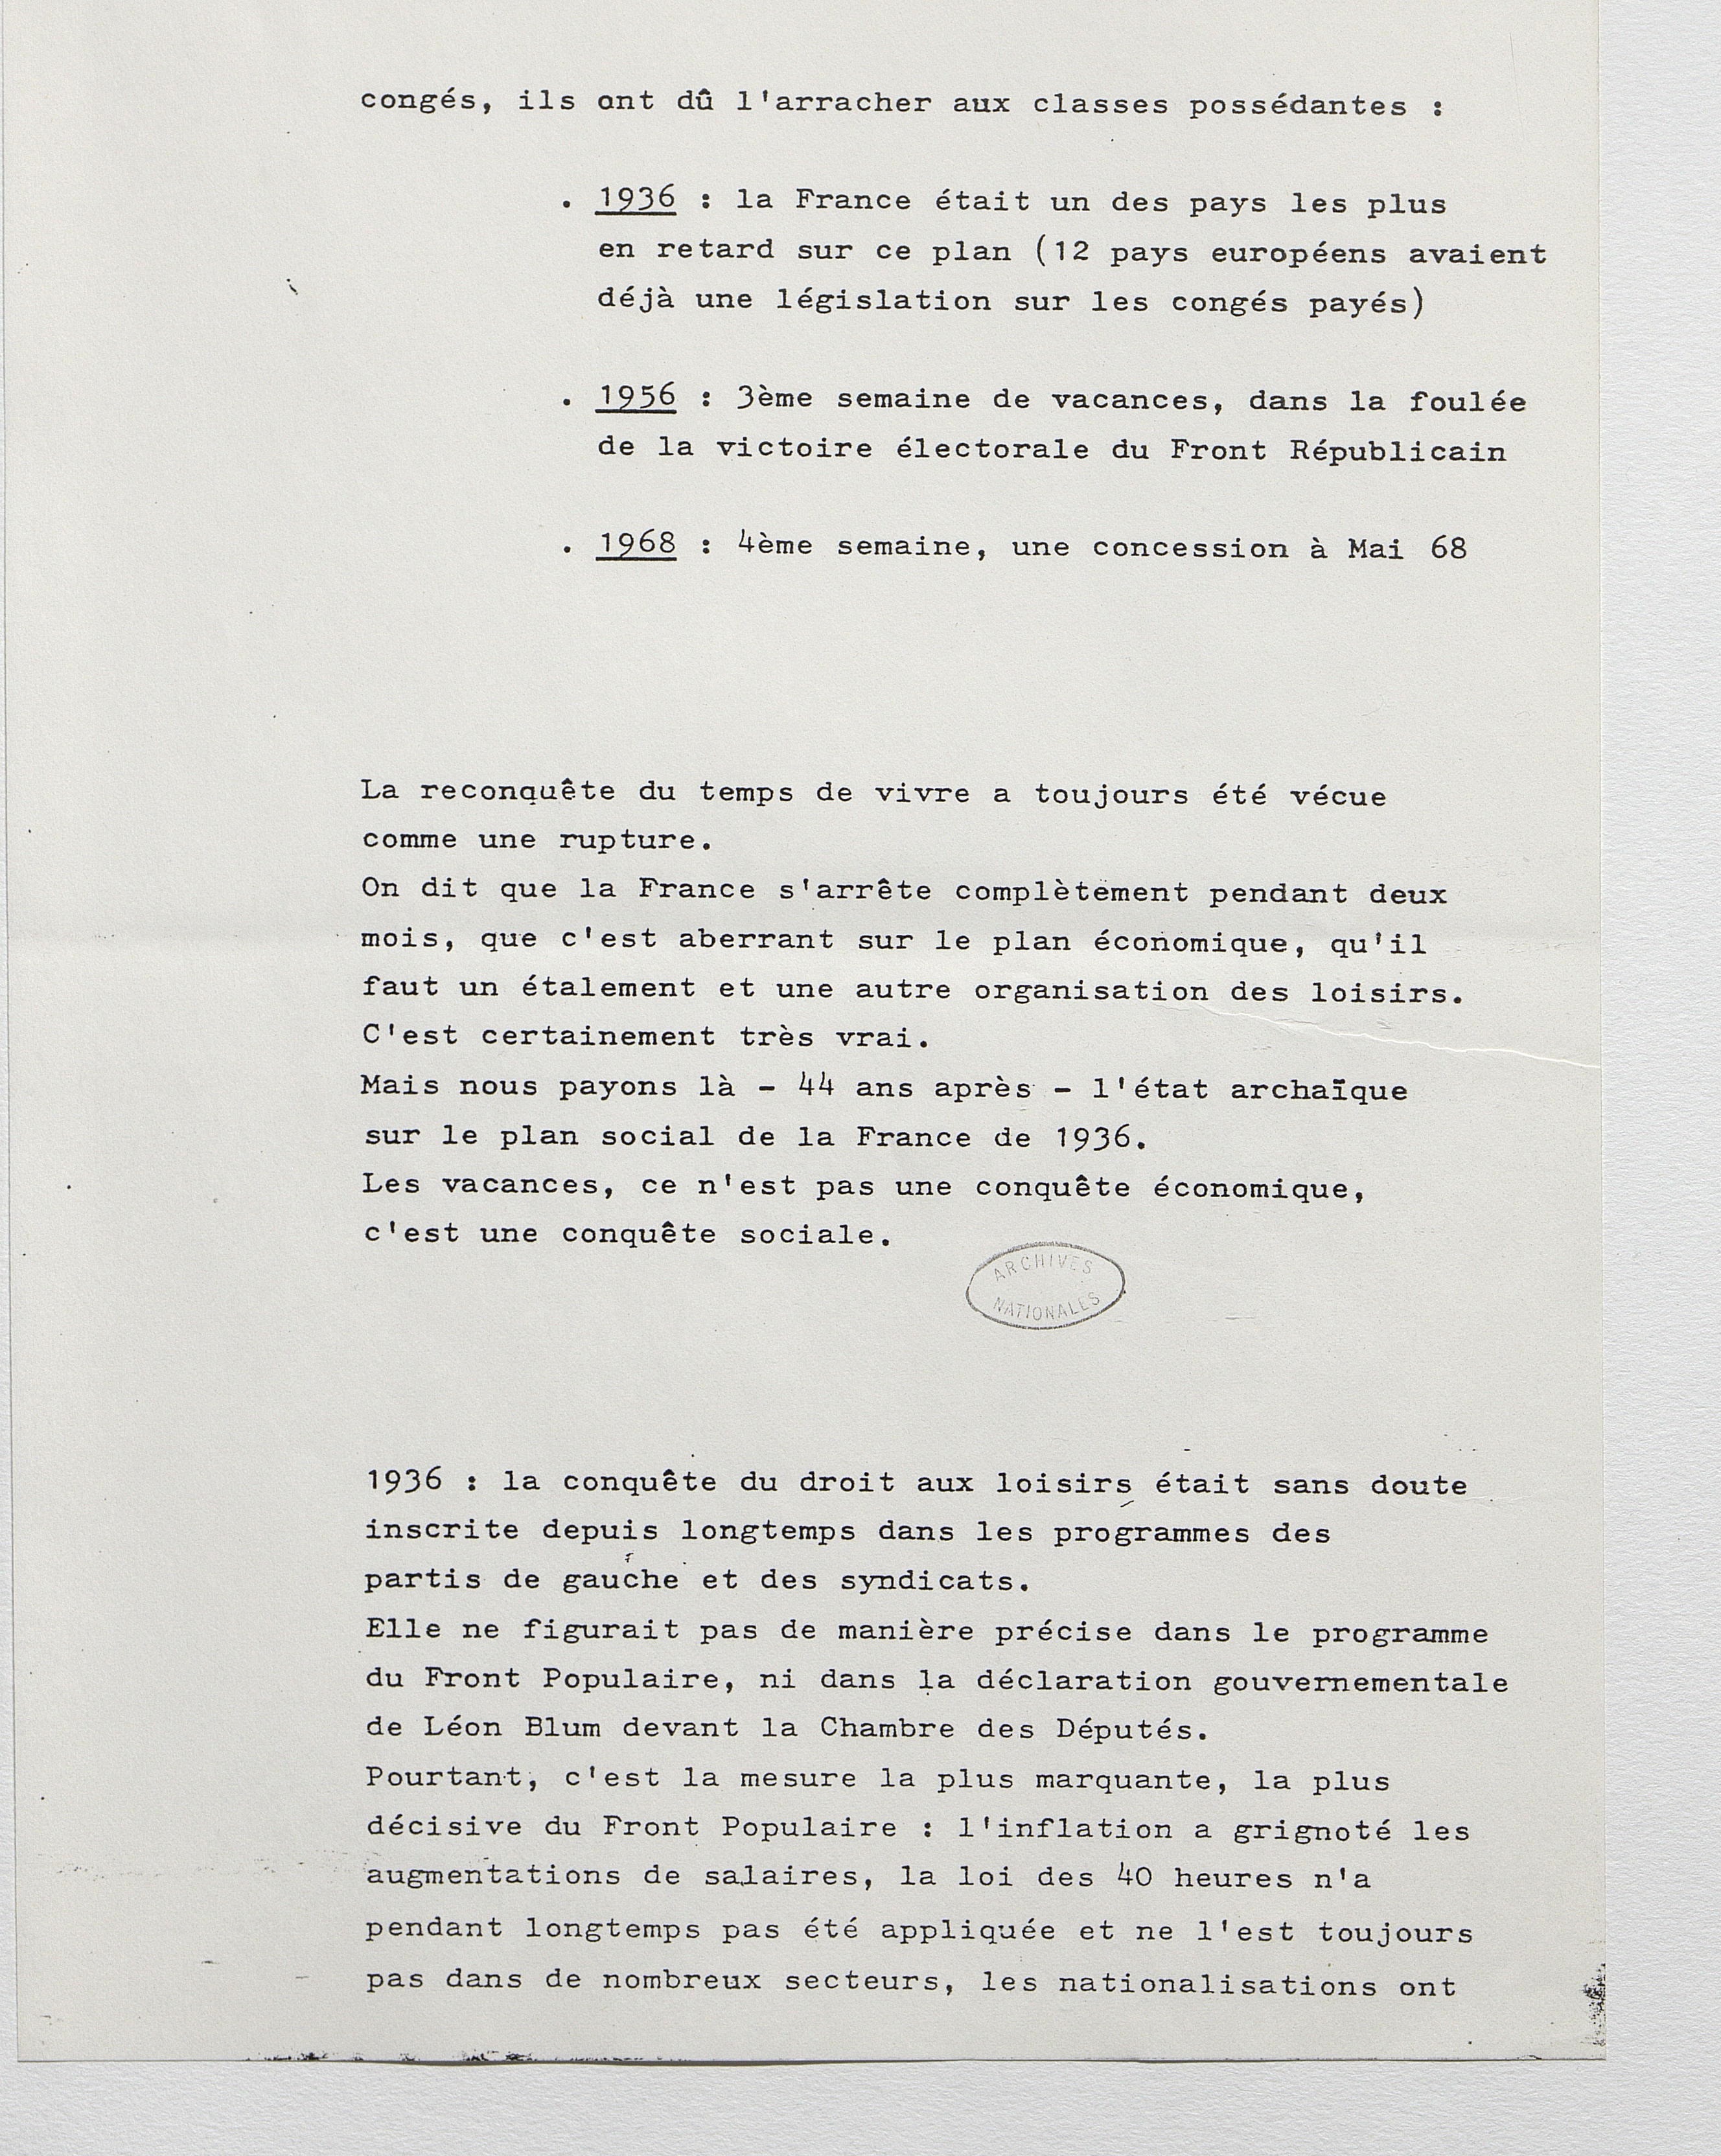 congés, ils ont dû l'arracher aux classes possédantes :
. 1936 : la France était un des pays les plus
en retard sur ce plan (12 pays européens avaient
déjà une législation sur les congés payés)
. 1956 : 3ème semaine de vacances, dans la foulée
de la victoire électorale du Front Républicain
. 1968 : 4ème semaine, une concession à Mai 68
La reconquête du temps de vivre a toujours été vécue
comme une rupture.
On dit que la France s'arrête complètement pendant deux
mois, que c'est aberrant sur le plan économique, qu'il
faut un étalement et une autre organisation des loisirs.
C'est certainement très vrai.
Mais nous payons là - 44 ans après - l'état archaïque
sur le plan social de la France de 1936.
Les vacances, ce n'est pas une conquête économique,
c'est une conquête sociale.
ARCHIVES
NATIONALES
1936 : la conquête du droit aux loisirs était sans doute
inscrite depuis longtemps dans les programmes des
partis de gauche et des syndicats.
Elle ne figurait pas de manière précise dans le programme
du Front Populaire, ni dans la déclaration gouvernementale
de Léon Blum devant la Chambre des Députés.
Pourtant, c'est la mesure la plus marquante, la plus
décisive du Front Populaire : l'inflation a grignoté les
augmentations de salaires, la loi des 40 heures n'a
pendant longtemps pas été appliquée et ne l'est toujours
pas dans de nombreux secteurs, les nationalisations ont